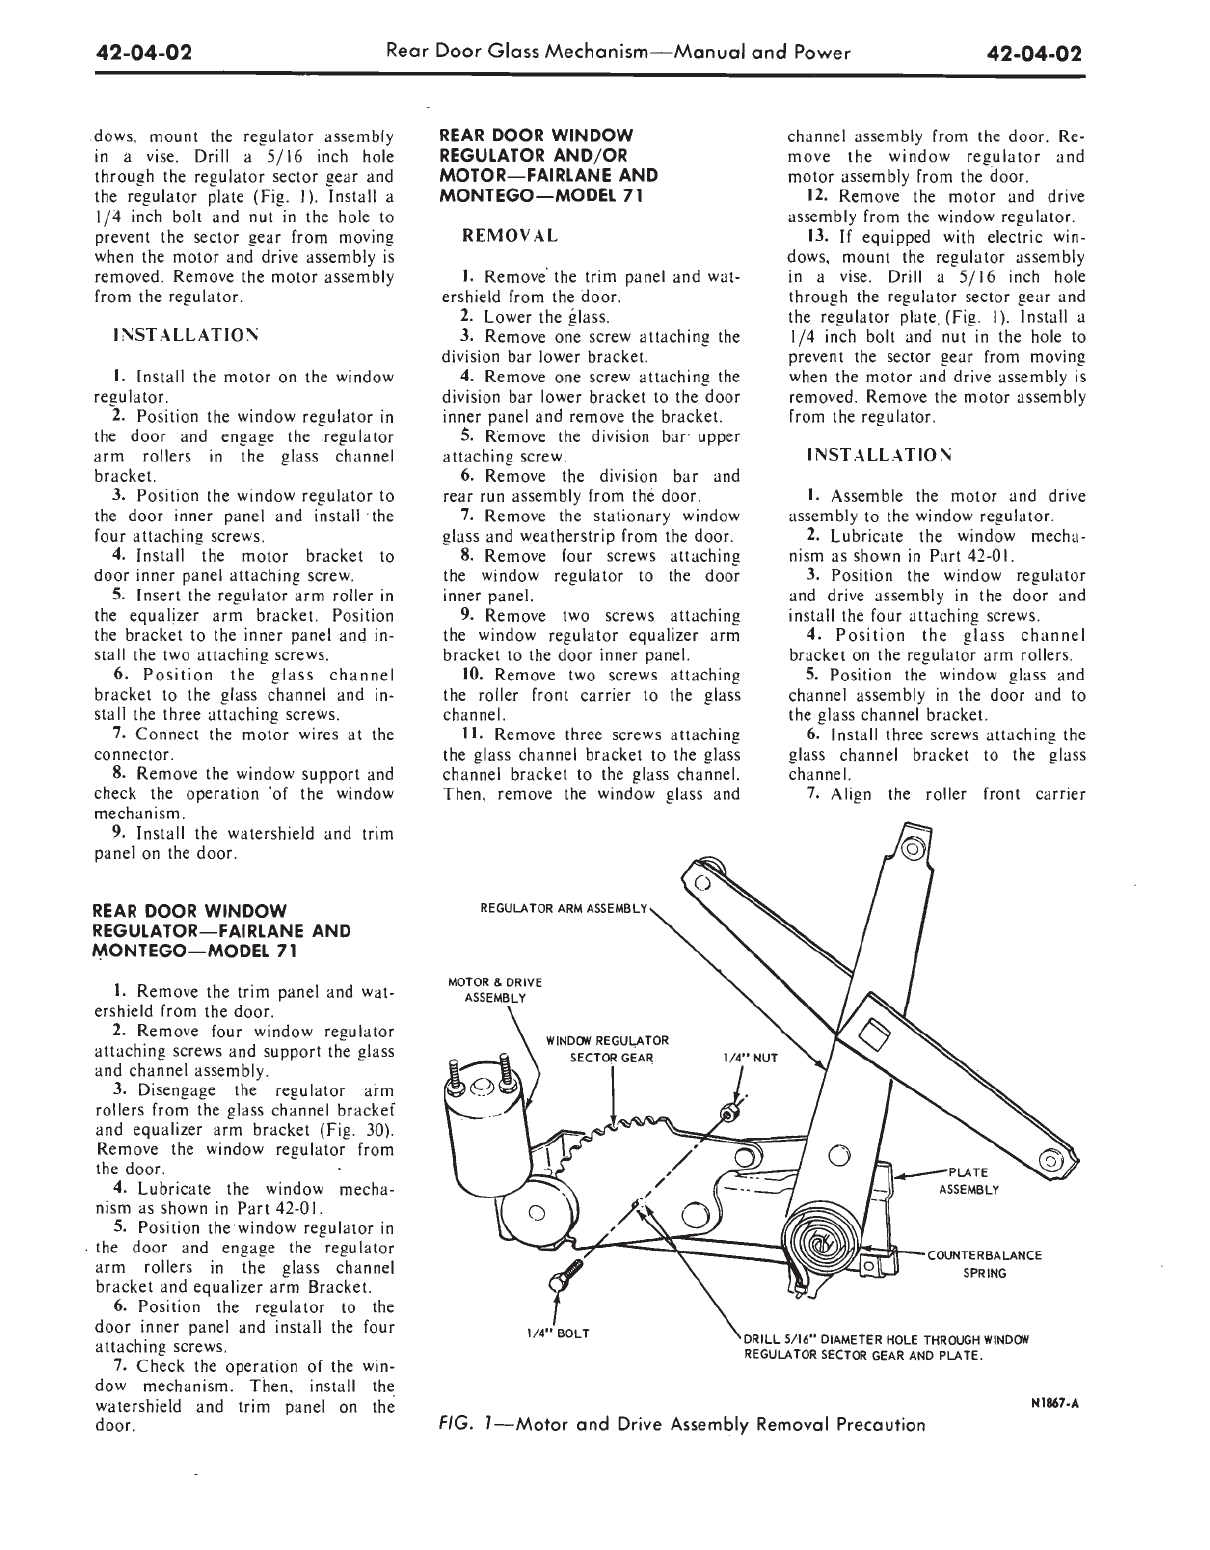 42-04-02
Rear Door Glass Mechanism—Manual and Power
42-04-02
dows, mount the regulator assembly
in a vise. Drill a 5/16 inch hole
through the regulator sector gear and
the regulator plate (Fig. 1). Install a
1/4 inch bolt and nut in the hole to
prevent the sector gear from moving
when the motor and drive assembly is
removed. Remove the motor assembly
from the regulator.
INSTALLATION
1. Install the motor on the window
regulator.
2. Position the window regulator in
the door and engage the regulator
arm rollers in the glass channel
bracket.
3. Position the window regulator to
the door inner panel and install the
four attaching screws.
4. Install the motor bracket to
door inner panel attaching screw.
5. Insert the regulator arm roller in
the equalizer arm bracket. Position
the bracket to the inner panel and in-
stall the two attaching screws.
6. Position the glass channel
bracket to the glass channel and in-
stall the three attaching screws.
7. Connect the motor wires at the
connector.
8. Remove the window support and
check the operation of the window
mechanism.
9. Install the watershield and trim
panel on the door.
REAR DOOR WINDOW
REGULATOR—FAIRLANE AND
MONTEGO—MODEL 71
1. Remove the trim panel and wat-
ershield from the door.
2. Remove four window regulator
attaching screws and support the glass
and channel assembly.
3. Disengage the regulator arm
rollers from the glass channel bracket
and equalizer arm bracket (Fig. 30).
Remove the window regulator from
the door.
4. Lubricate the window mecha-
nism as shown in Part 42-01.
5. Position the window regulator in
the door and engage the regulator
arm rollers in the glass channel
bracket and equalizer arm Bracket.
6. Position the regulator to the
door inner panel and install the four
attaching screws.
7. Check the operation of the win-
dow mechanism. Then, install the
watershield and trim panel on the
door.
REAR DOOR WINDOW
REGULATOR AND/OR
MOTOR—FAIRLANE AND
MONTEGO—MODEL 71
REMOVAL
1. Remove the trim panel and wat-
ershield from the door.
2. Lower the glass.
3. Remove one screw attaching the
division bar lower bracket.
4. Remove one screw attaching the
division bar lower bracket to the door
inner panel and remove the bracket.
5. Remove the division bar upper
attaching screw.
6. Remove the division bar and
rear run assembly from the door.
7. Remove the stationary window
glass and weatherstrip from the door.
8. Remove four screws attaching
the window regulator to the door
inner panel.
9. Remove two screws attaching
the window regulator equalizer arm
bracket to the door inner panel.
10. Remove two screws attaching
the roller front carrier to the glass
channel.
11. Remove three screws attaching
the glass channel bracket to the glass
channel bracket to the glass channel.
Then, remove the window glass and
channel assembly from the door. Re-
move the window regulator and
motor assembly from the door.
12. Remove the motor and drive
assembly from the window regulator.
13. If equipped with electric win-
dows, mount the regulator assembly
in a vise. Drill a 5/16 inch hole
through the regulator sector gear and
the regulator plate (Fig. 1). Install a
1/4 inch bolt and nut in the hole to
prevent the sector gear from moving
when the motor and drive assembly is
removed. Remove the motor assembly
from the regulator.
INSTALLATION
1. Assemble the motor and drive
assembly to the window regulator.
2. Lubricate the window mecha-
nism as shown in Part 42-01.
3. Position the window regulator
and drive assembly in the door and
install the four attaching screws.
4. Position the glass channel
bracket on the regulator arm rollers.
5. Position the window glass and
channel assembly in the door and to
the glass channel bracket.
6. Install three screws attaching the
glass channel bracket to the glass
channel.
7. Align the roller front carrier
REGULATOR ARM ASSEMBLY
MOTOR & DRIVE
ASSEMBLY
WINDOW REGULATOR
SECTOR GEAR
1/4" NUT
PLATE
ASSEMBLY
COUNTERBALANCE
SPRING
1/4" BOLT
DRILL 5/16" DIAMETER HOLE THROUGH WINDOW
REGULATOR SECTOR GEAR AND PLATE.
N1867-A
FIG. 1—Motor and Drive Assembly Removal Precaution